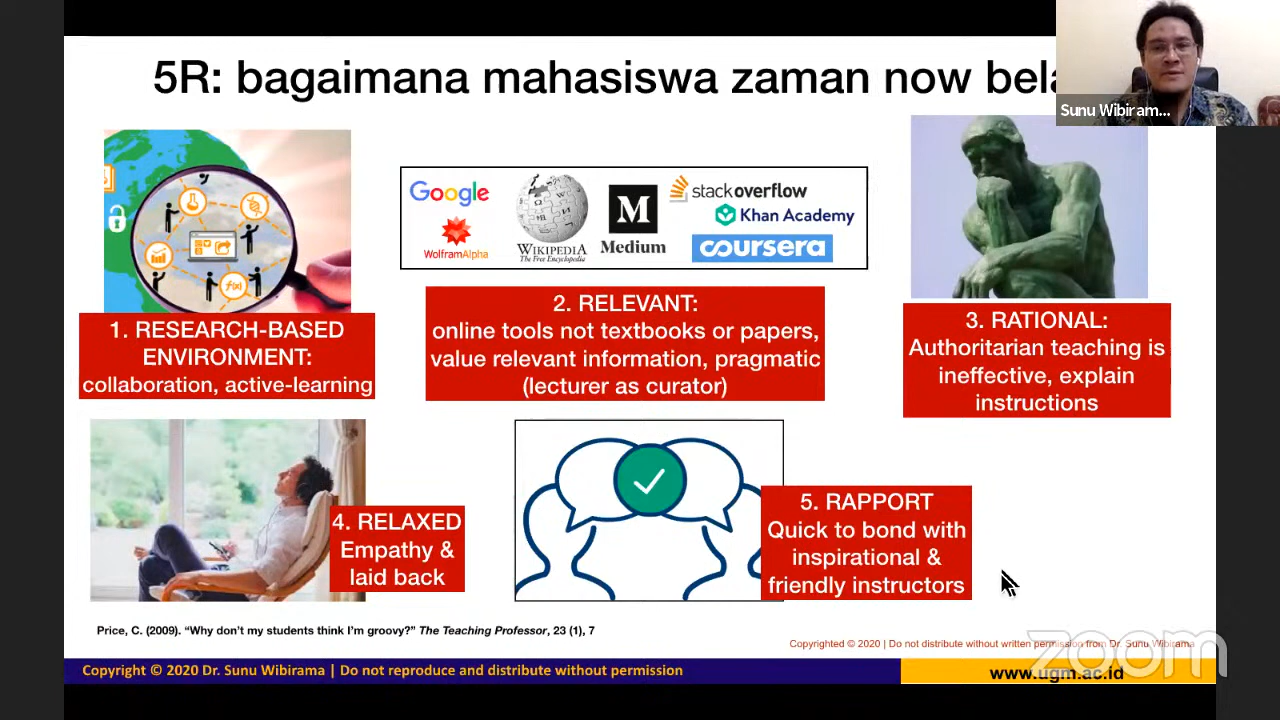 5R: bagaimana mahasiswa zaman now bela
Sunu Wibiram...
Google
WolframAlpha
WIKIPEDIA
The Free Encyclopedia
M
Medium
stackoverflow
Khan Academy
coursera
f(x)
1. RESEARCH-BASED
ENVIRONMENT:
collaboration, active-learning
2. RELEVANT:
online tools not textbooks or papers,
value relevant information, pragmatic
(lecturer as curator)
3. RATIONAL:
Authoritarian teaching is
ineffective, explain
instructions
4. RELAXED
Empathy &
laid back
5. RAPPORT
Quick to bond with
inspirational &
friendly instructors
Price, C. (2009). “Why don’t my students think I’m groovy?” The Teaching Professor, 23 (1), 7
Copyrighted © 2020 | Do not distribute without written permission from Dr. Sunu Wibirama
zoom
Copyright © 2020 Dr. Sunu Wibirama | Do not reproduce and distribute without permission
www.ugm.ac.id